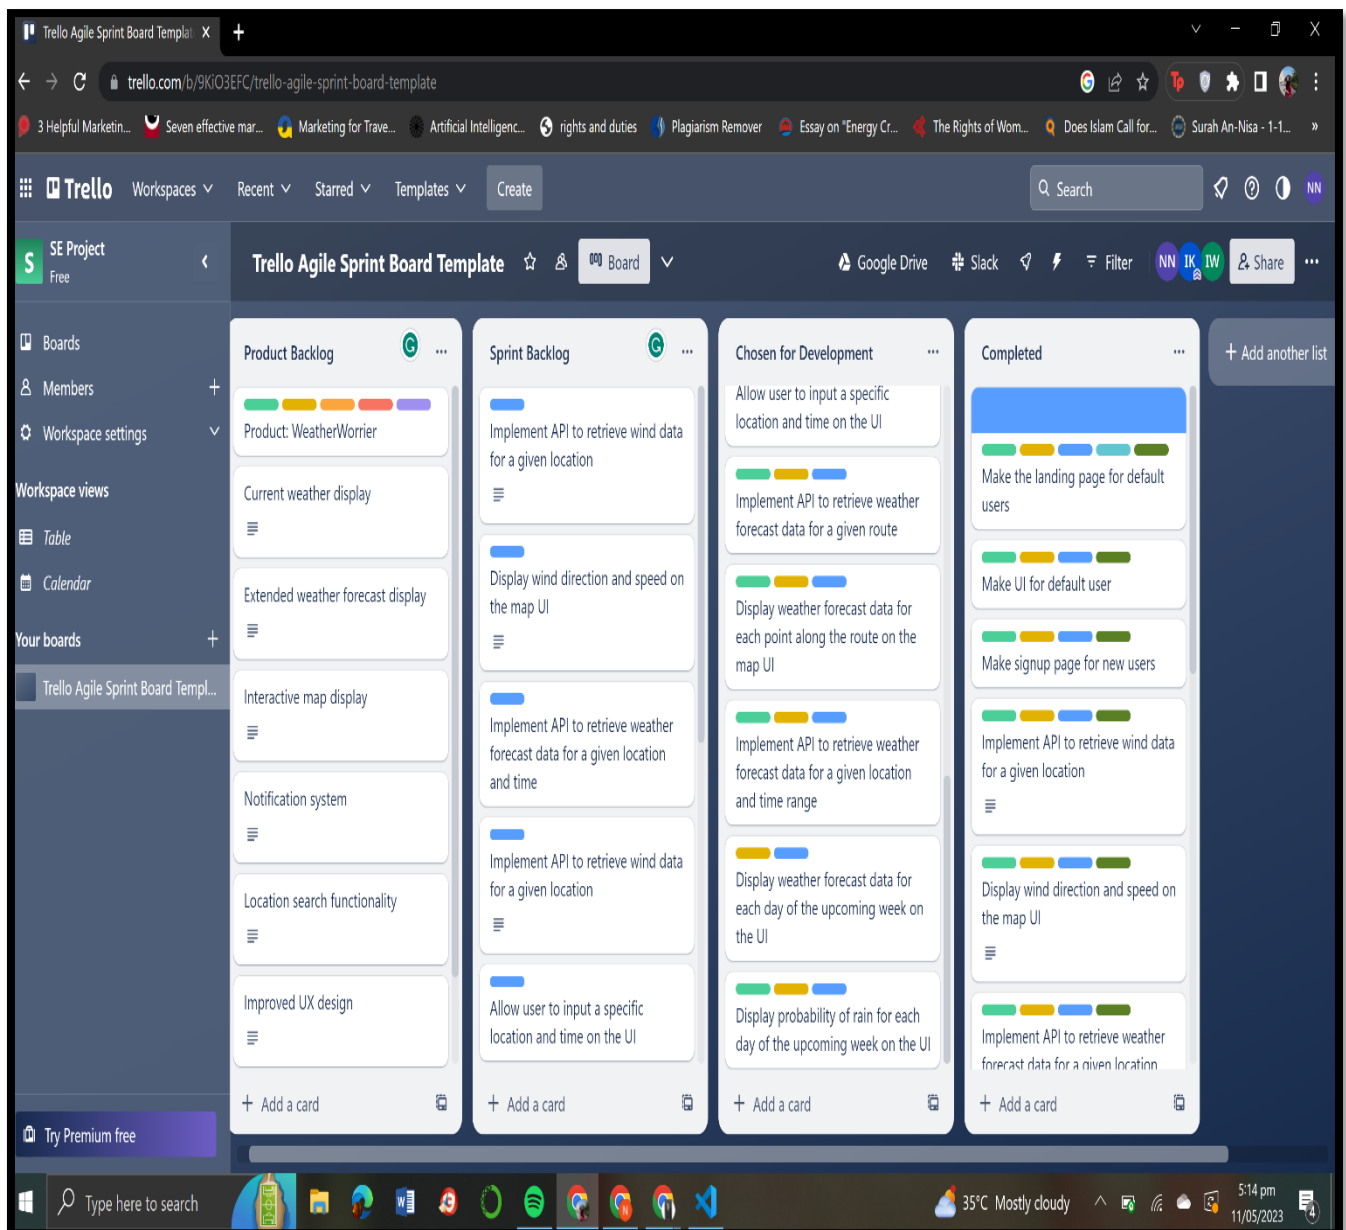 Trello Agile Sprint Board Templat
trello.com/b/9KiO3EFC/trello-agile-sprint-board-template
3 Helpful Marketin... Seven effective mar... Marketing for Trave... Artificial Intelligenc... rights and duties Plagiarism Remover Essay on "Energy Cr... The Rights of Wom... Does Islam Call for... Surah An-Nisa - 1-1... »
Trello Workspaces Recent Starred Templates Create Search NN
S SE Project
Free
Trello Agile Sprint Board Template Board Google Drive Slack Filter NN IK IW Share
Boards
Members
Workspace settings
Workspace views
Table
Calendar
Your boards
Trello Agile Sprint Board Templ...
Try Premium free
Product Backlog
Product: WeatherWorrier
Current weather display
Extended weather forecast display
Interactive map display
Notification system
Location search functionality
Improved UX design
+ Add a card
Sprint Backlog
Implement API to retrieve wind data
for a given location
Display wind direction and speed on
the map UI
Implement API to retrieve weather
forecast data for a given location
and time
Implement API to retrieve wind data
for a given location
Allow user to input a specific
location and time on the UI
+ Add a card
Chosen for Development
Allow user to input a specific
location and time on the UI
Implement API to retrieve weather
forecast data for a given route
Display weather forecast data for
each point along the route on the
map UI
Implement API to retrieve weather
forecast data for a given location
and time range
Display weather forecast data for
each day of the upcoming week on
the UI
Display probability of rain for each
day of the upcoming week on the UI
+ Add a card
Completed
Make the landing page for default
users
Make UI for default user
Make signup page for new users
Implement API to retrieve wind data
for a given location
Display wind direction and speed on
the map UI
Implement API to retrieve weather
forecast data for a given location
+ Add a card
+ Add another list
Type here to search
35°C Mostly cloudy
5:14 pm
11/05/2023
4